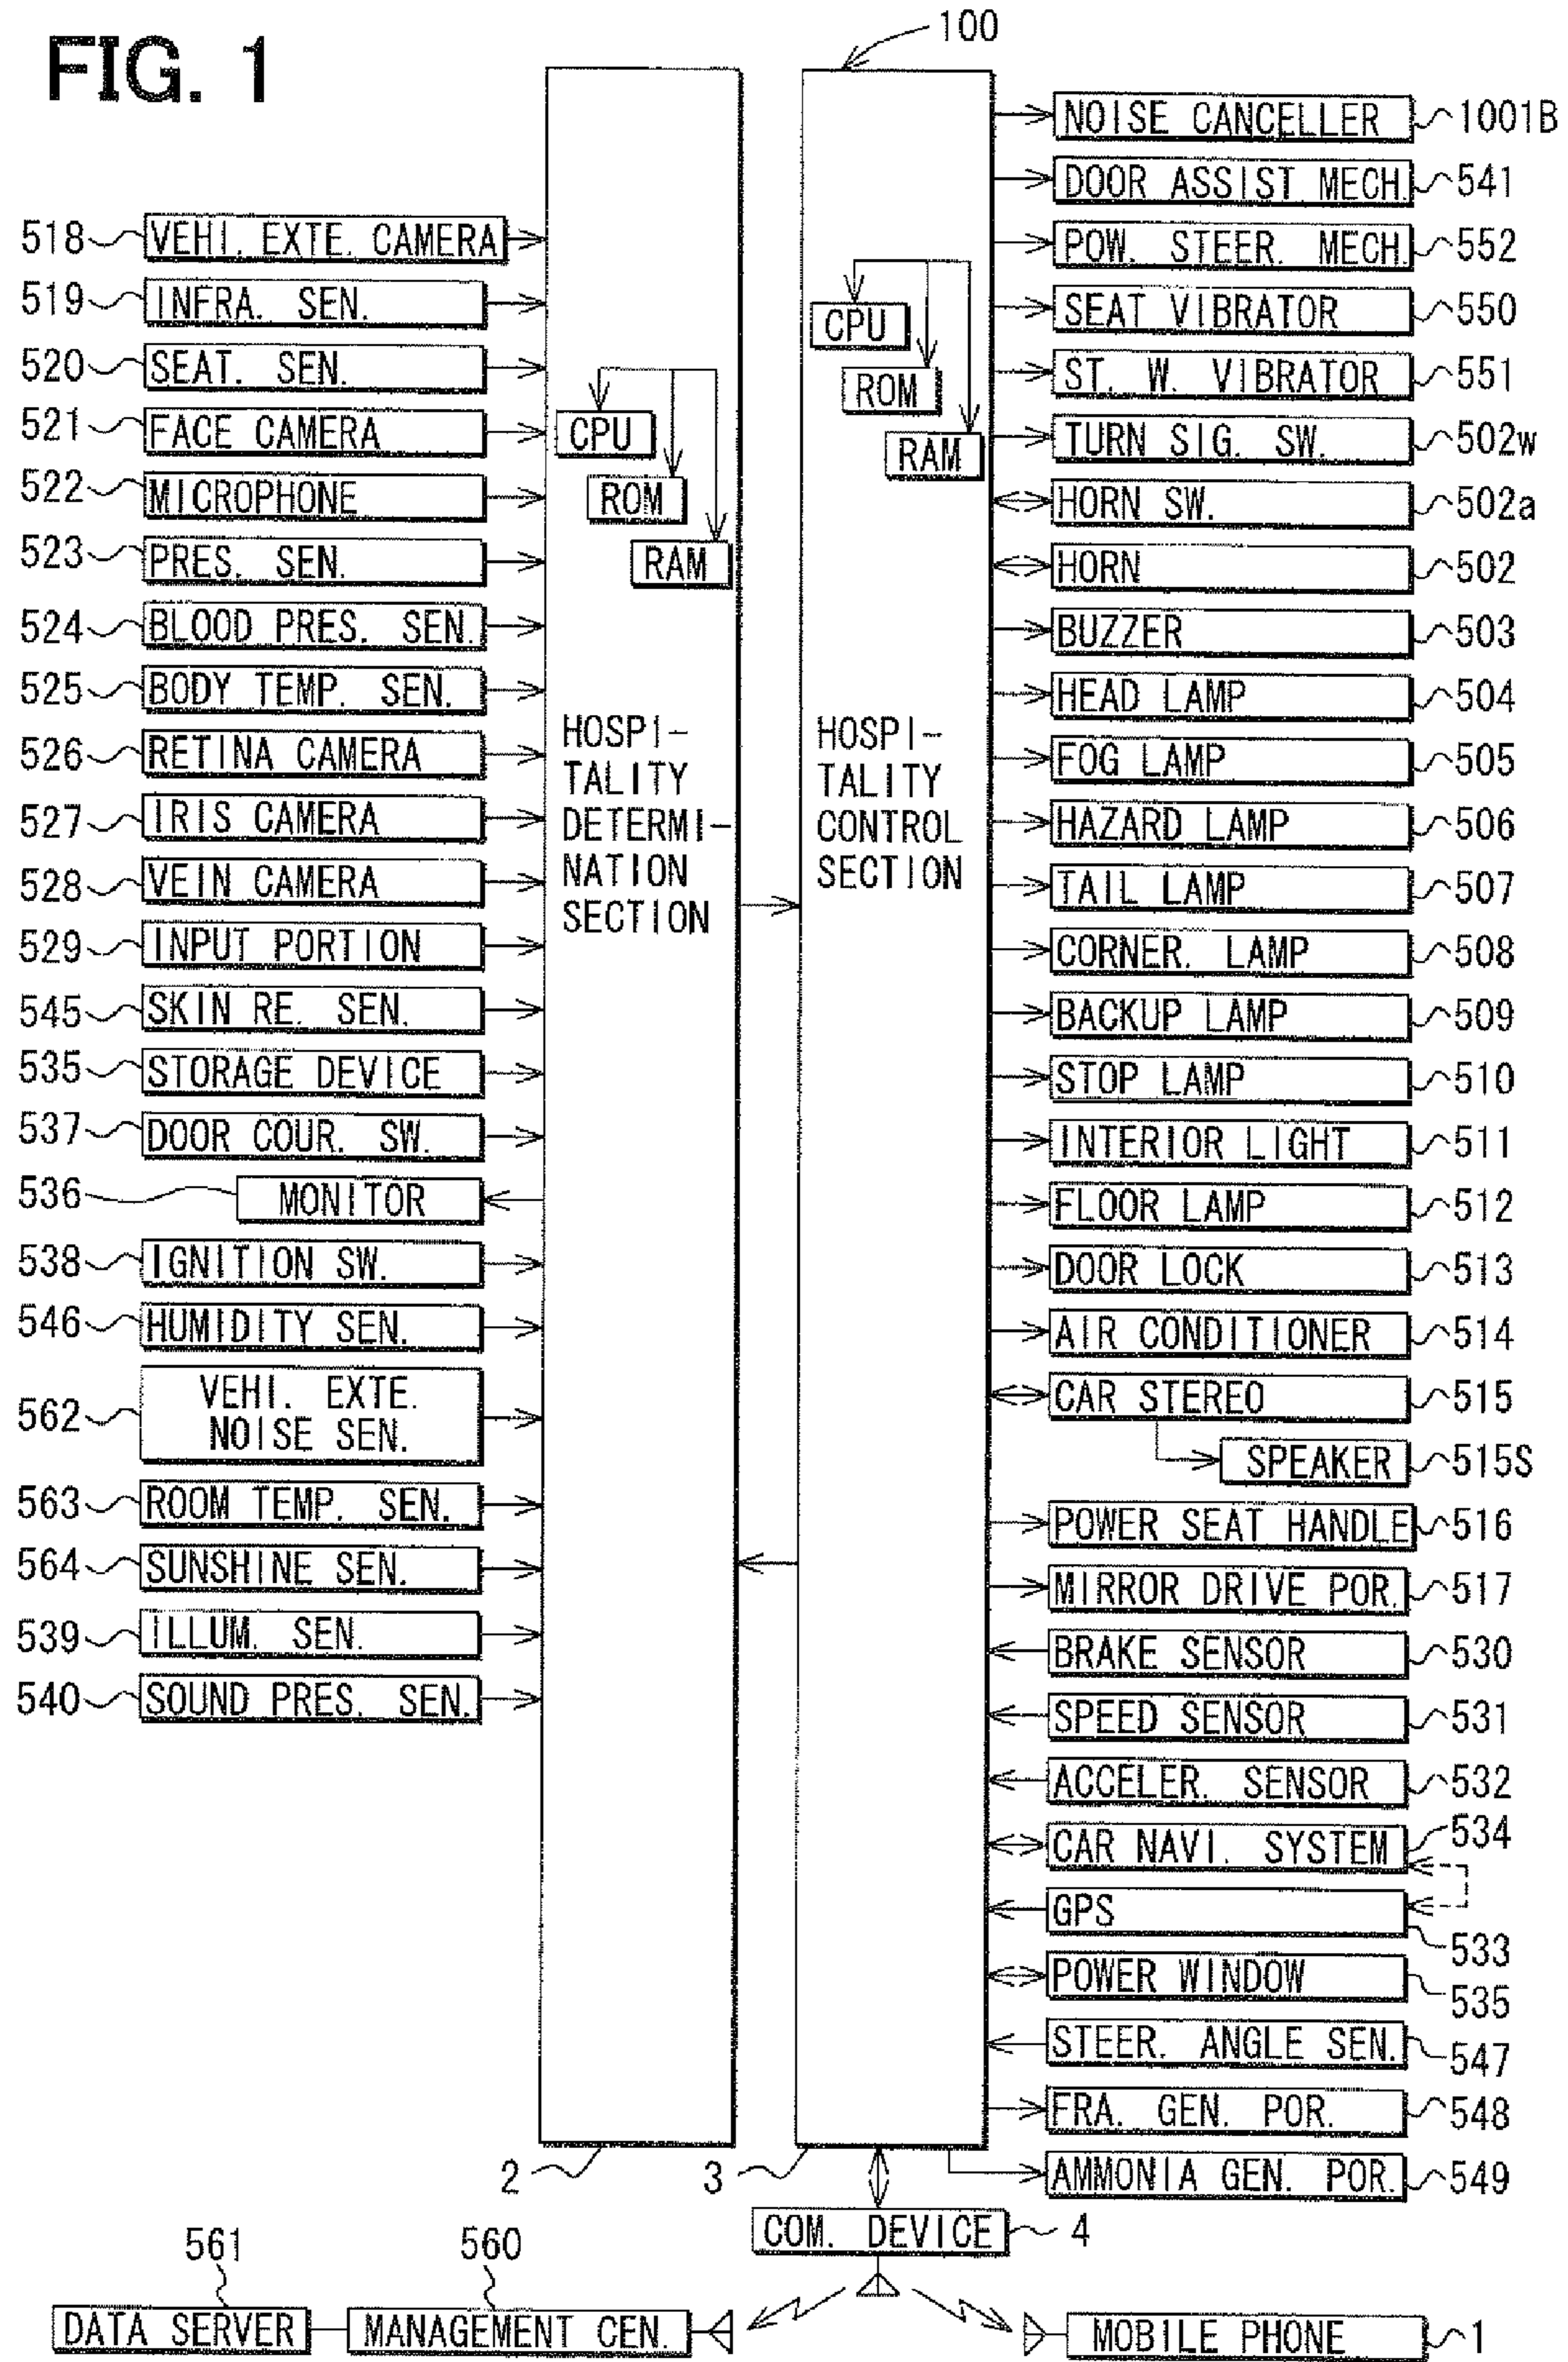 FIG. 1
100
518 VEHI. EXTE. CAMERA
519 INFRA. SEN.
520 SEAT. SEN.
521 FACE CAMERA
522 MICROPHONE
523 PRES. SEN.
524 BLOOD PRES. SEN.
525 BODY TEMP. SEN.
526 RETINA CAMERA
527 IRIS CAMERA
528 VEIN CAMERA
529 INPUT PORTION
545 SKIN RE. SEN.
535 STORAGE DEVICE
537 DOOR COUR. SW.
536 MONITOR
538 IGNITION SW.
546 HUMIDITY SEN.
562 VEHI. EXTE.
NOISE SEN.
563 ROOM TEMP. SEN.
564 SUNSHINE SEN.
539 ILLUM. SEN.
540 SOUND PRES. SEN.
CPU
ROM
RAM
HOSPI-
TALITY
DETERMI-
NATION
SECTION
2
CPU
ROM
RAM
HOSPI-
TALITY
CONTROL
SECTION
3
NOISE CANCELLER 1001B
DOOR ASSIST MECH. 541
POW. STEER. MECH. 552
SEAT VIBRATOR 550
ST. W. VIBRATOR 551
TURN SIG. SW. 502w
HORN SW. 502a
HORN 502
BUZZER 503
HEAD LAMP 504
FOG LAMP 505
HAZARD LAMP 506
TAIL LAMP 507
CORNER. LAMP 508
BACKUP LAMP 509
STOP LAMP 510
INTERIOR LIGHT 511
FLOOR LAMP 512
DOOR LOCK 513
AIR CONDITIONER 514
CAR STEREO 515
SPEAKER 515S
POWER SEAT HANDLE 516
MIRROR DRIVE POR. 517
BRAKE SENSOR 530
SPEED SENSOR 531
ACCELER. SENSOR 532
CAR NAVI. SYSTEM 534
GPS 533
POWER WINDOW 535
STEER. ANGLE SEN. 547
FRA. GEN. POR. 548
AMMONIA GEN. POR. 549
COM. DEVICE 4
561 560
DATA SERVER MANAGEMENT CEN.
MOBILE PHONE 1